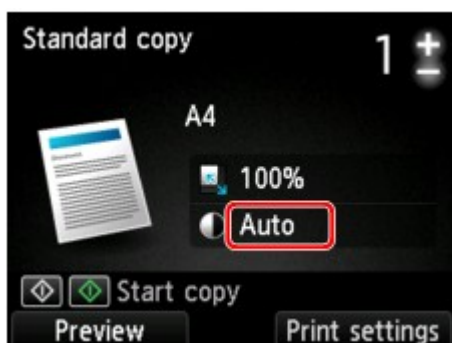 Standard copy
1
A4
100%
Auto
Start copy
Preview
Print settings